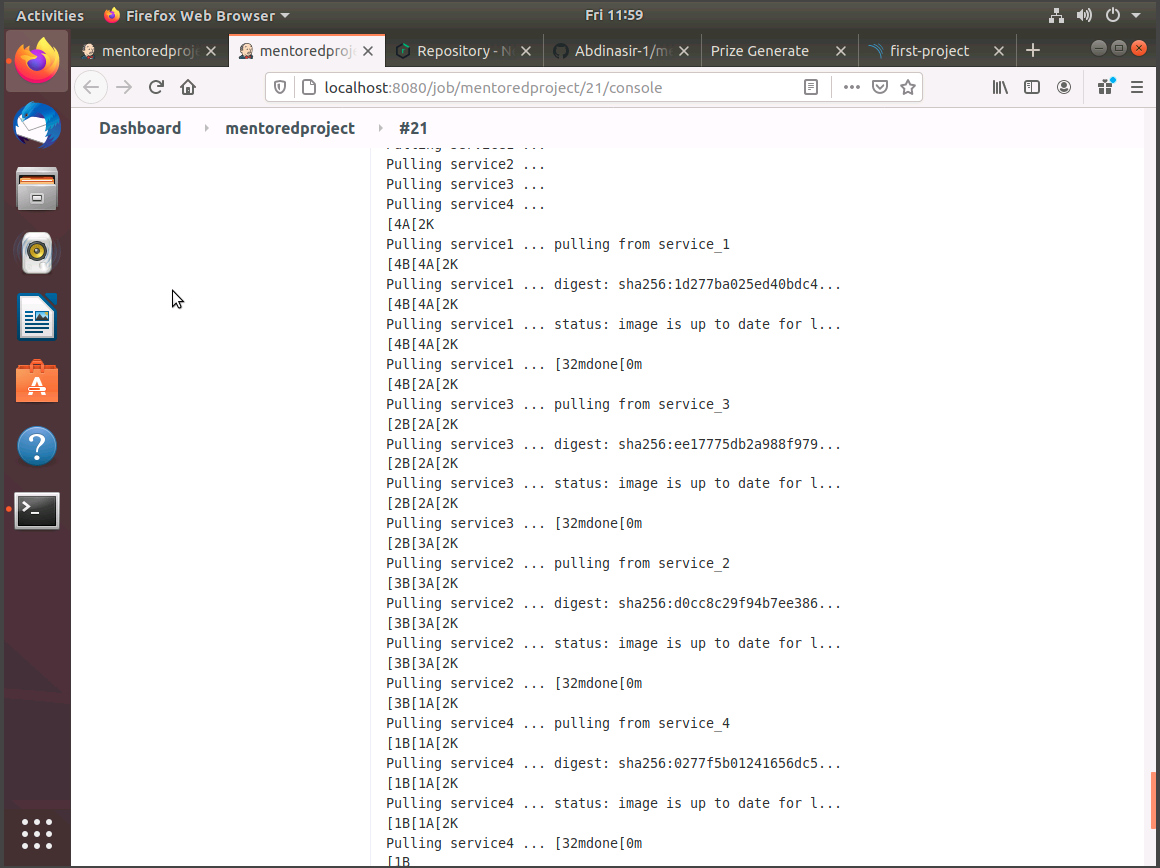 Activities Firefox Web Browser Fri 11:59
mentoredproj mentoredproj Repository - N Abdinasir-1/m Prize Generate first-project
localhost:8080/job/mentoredproject/21/console
Dashboard mentoredproject #21
Pulling service2 ...
Pulling service3 ...
Pulling service4 ...
[4A[2K
Pulling service1 ... pulling from service_1
[4B[4A[2K
Pulling service1 ... digest: sha256:1d277ba025ed40bdc4...
[4B[4A[2K
Pulling service1 ... status: image is up to date for l...
[4B[4A[2K
Pulling service1 ... [32mdone[0m
[4B[2A[2K
Pulling service3 ... pulling from service_3
[2B[2A[2K
Pulling service3 ... digest: sha256:ee17775db2a988f979...
[2B[2A[2K
Pulling service3 ... status: image is up to date for l...
[2B[2A[2K
Pulling service3 ... [32mdone[0m
[2B[3A[2K
Pulling service2 ... pulling from service_2
[3B[3A[2K
Pulling service2 ... digest: sha256:d0cc8c29f94b7ee386...
[3B[3A[2K
Pulling service2 ... status: image is up to date for l...
[3B[3A[2K
Pulling service2 ... [32mdone[0m
[3B[1A[2K
Pulling service4 ... pulling from service_4
[1B[1A[2K
Pulling service4 ... digest: sha256:0277f5b01241656dc5...
[1B[1A[2K
Pulling service4 ... status: image is up to date for l...
[1B[1A[2K
Pulling service4 ... [32mdone[0m
[1B